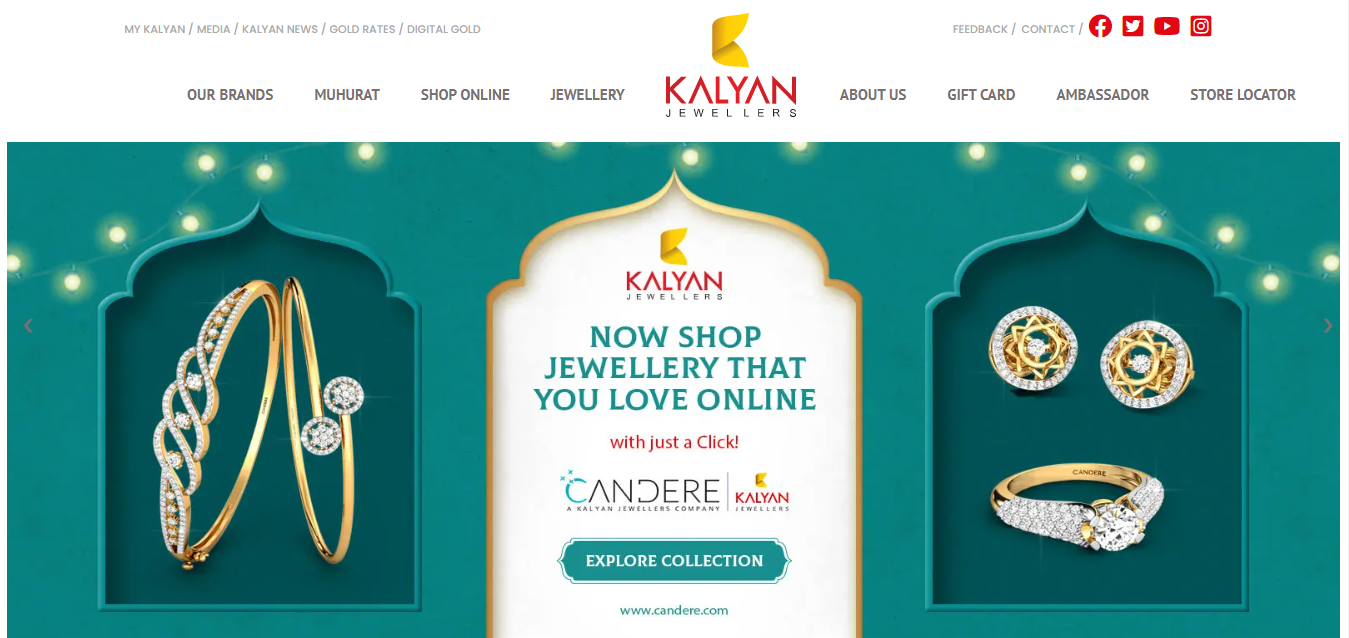 MY KALYAN / MEDIA / KALYAN NEWS / GOLD RATES / DIGITAL GOLD
FEEDBACK / CONTACT /
KALYAN
JEWELLERS
OUR BRANDS MUHURAT SHOP ONLINE JEWELLERY ABOUT US GIFT CARD AMBASSADOR STORE LOCATOR
KALYAN
JEWELLERS
NOW SHOP
JEWELLERY THAT
YOU LOVE ONLINE
with just a Click!
CANDERE
A KALYAN JEWELLERS COMPANY
KALYAN
JEWELLERS
EXPLORE COLLECTION
www.candere.com
CANDERE